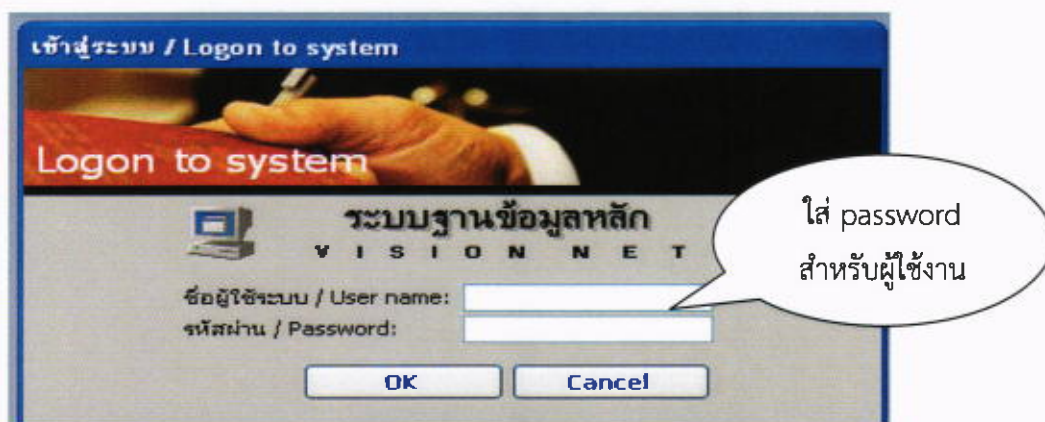 เข้าสู่ระบบ / Logon to system
Logon to system
ระบบฐานข้อมูลหลัก
VISION NET
ชื่อผู้ใช้ระบบ / User name:
รหัสผ่าน / Password:
OK Cancel
ใส่ password
สำหรับผู้ใช้งาน